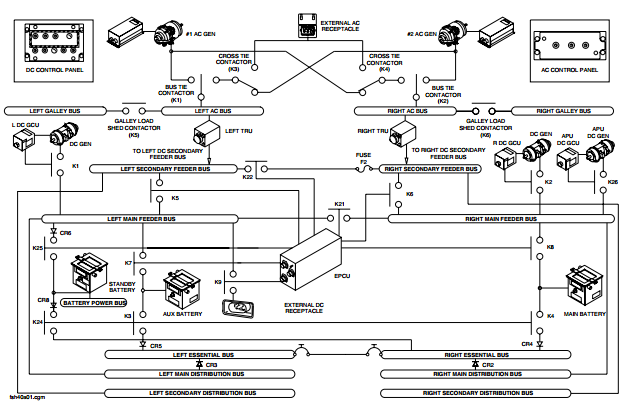 EXTERNAL AC
RECEPTACLE
#1 AC GEN
#2 AC GEN
DC CONTROL PANEL
AC CONTROL PANEL
CROSS TIE
CONTACTOR
(K3)
CROSS TIE
CONTACTOR
(K4)
BUS TIE
CONTACTOR
(K1)
BUS TIE
CONTACTOR
(K2)
LEFT GALLEY BUS
LEFT AC BUS
RIGHT AC BUS
RIGHT GALLEY BUS
GALLEY LOAD
SHED CONTACTOR
(K5)
GALLEY LOAD
SHED CONTACTOR
(K6)
L DC GCU
DC GEN
LEFT TRU
RIGHT TRU
DC GEN
R DC GCU
APU
DC GEN
APU
DC GCU
TO LEFT DC SECONDARY
FEEDER BUS
TO RIGHT DC SECONDARY
FEEDER BUS
FUSE
F2
K1
LEFT SECONDARY FEEDER BUS
K22
RIGHT SECONDARY FEEDER BUS
K2
K26
K5
K6
K21
LEFT MAIN FEEDER BUS
RIGHT MAIN FEEDER BUS
CR6
K25
K7
K8
K9
EPCU
STANDBY
BATTERY
AUX BATTERY
MAIN BATTERY
CR8
BATTERY POWER BUS
EXTERNAL DC
RECEPTACLE
K24
K3
K4
CR5
CR4
LEFT ESSENTIAL BUS
RIGHT ESSENTIAL BUS
CR3
CR2
LEFT MAIN DISTRIBUTION BUS
RIGHT MAIN DISTRIBUTION BUS
LEFT SECONDARY DISTRIBUTION BUS
RIGHT SECONDARY DISTRIBUTION BUS
fsh40a01.cgm